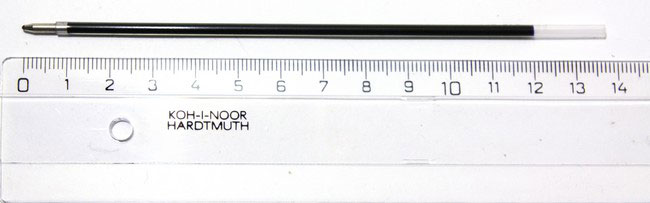 0 1 2 3 4 5 6 7 8 9 10 11 12 13 14
KOH-I-NOOR
HARDTMUTH